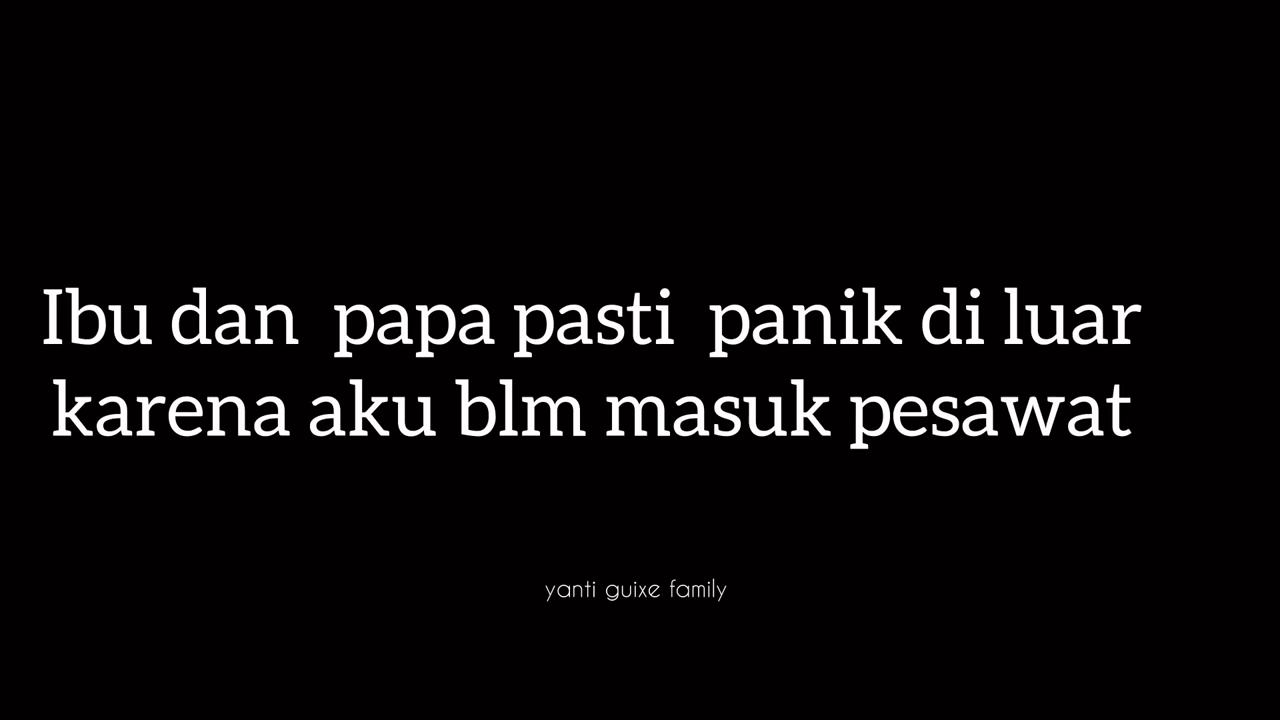 Ibu dan  papa pasti  panik di luar
karena aku blm masuk pesawat
yanti guixe family